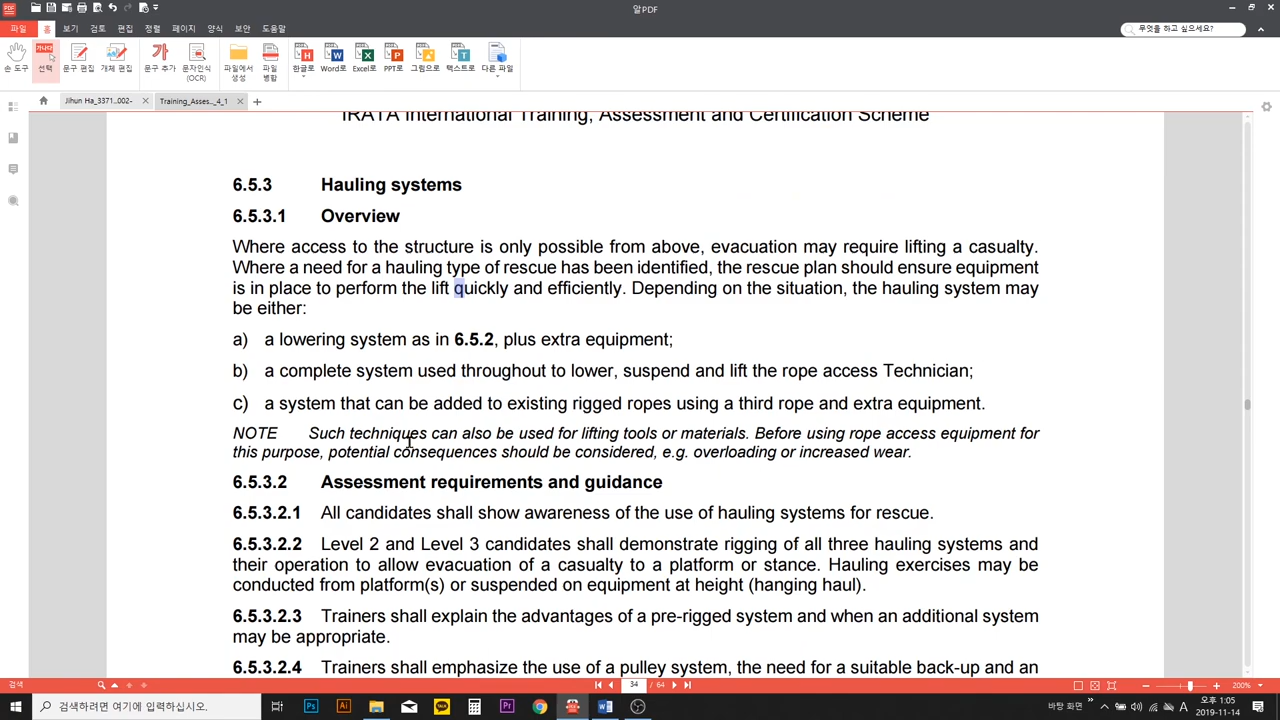 알PDF
파일 홈 보기 검토 편집 정렬 페이지 양식 보안 도움말
무엇을 하고 싶으세요?
손 도구 선택 문구 편집 개체 편집 문구 추가 문자인식 (OCR) 파일에서 생성 파일 병합 한글로 Word로 Excel로 PPT로 그림으로 텍스트로 다른 파일
Jihun Ha_3371...002- Training_Asses..._4_1
IRATA International Training, Assessment and Certification Scheme
6.5.3 Hauling systems
6.5.3.1 Overview
Where access to the structure is only possible from above, evacuation may require lifting a casualty.
Where a need for a hauling type of rescue has been identified, the rescue plan should ensure equipment
is in place to perform the lift quickly and efficiently. Depending on the situation, the hauling system may
be either:
a) a lowering system as in 6.5.2, plus extra equipment;
b) a complete system used throughout to lower, suspend and lift the rope access Technician;
c) a system that can be added to existing rigged ropes using a third rope and extra equipment.
NOTE Such techniques can also be used for lifting tools or materials. Before using rope access equipment for
this purpose, potential consequences should be considered, e.g. overloading or increased wear.
6.5.3.2 Assessment requirements and guidance
6.5.3.2.1 All candidates shall show awareness of the use of hauling systems for rescue.
6.5.3.2.2 Level 2 and Level 3 candidates shall demonstrate rigging of all three hauling systems and
their operation to allow evacuation of a casualty to a platform or stance. Hauling exercises may be
conducted from platform(s) or suspended on equipment at height (hanging haul).
6.5.3.2.3 Trainers shall explain the advantages of a pre-rigged system and when an additional system
may be appropriate.
6.5.3.2.4 Trainers shall emphasize the use of a pulley system, the need for a suitable back-up and an
검색 34 / 64 200%
검색하려면 여기에 입력하십시오. 바탕 화면 A 오후 1:05
2019-11-14